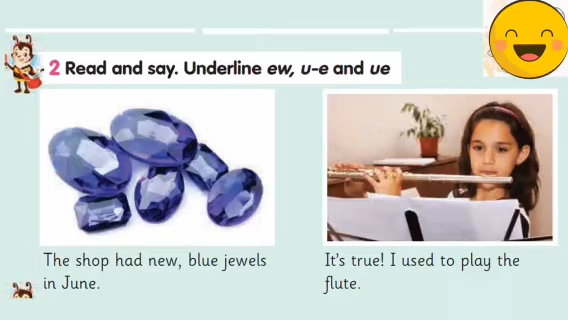 2 Read and say. Underline ew, u-e and ue
The shop had new, blue jewels
in June.
It's true! I used to play the
flute.